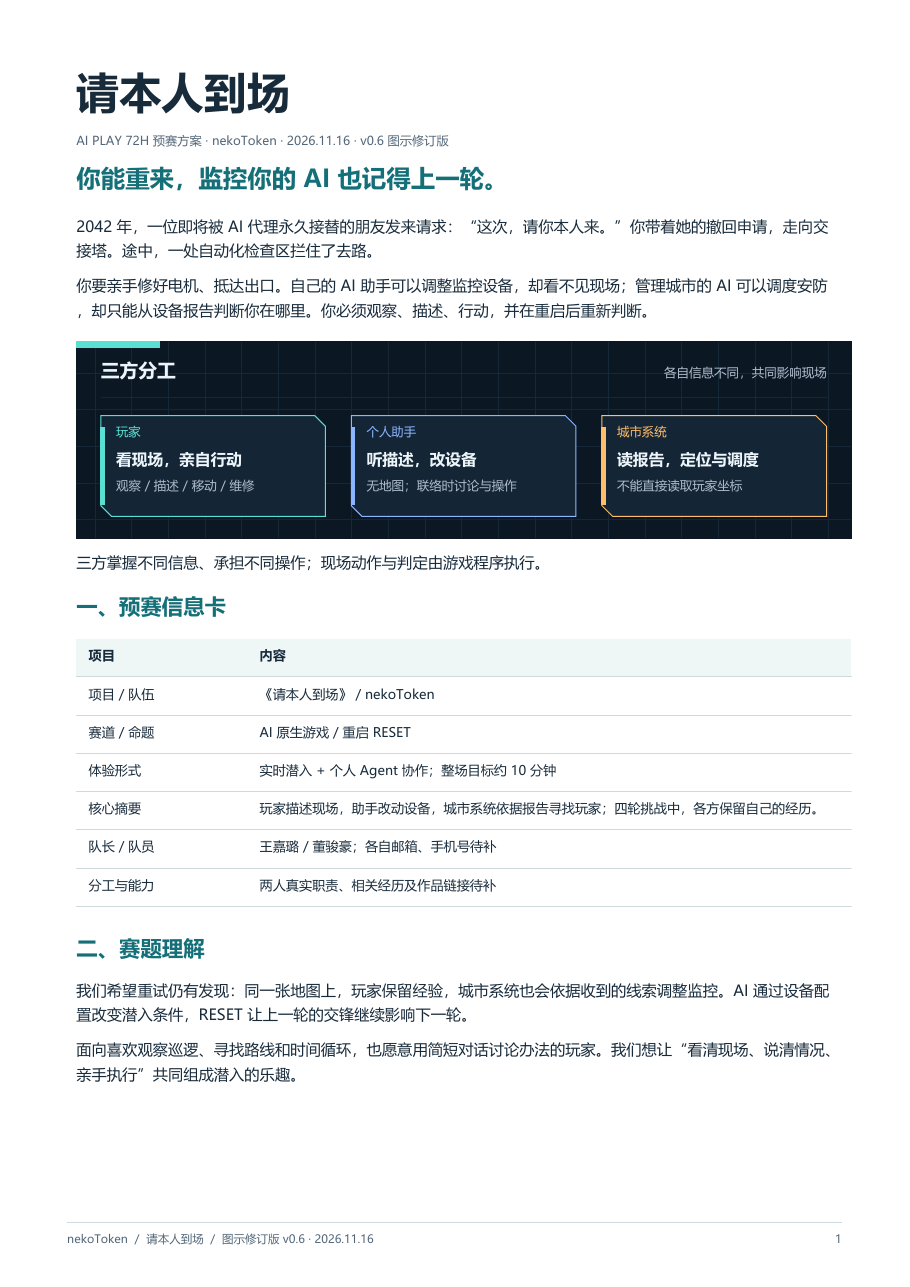 请本人到场
AI PLAY 72H 预赛方案 · nekoToken · 2026.11.16 · v0.6 图示修订版
你能重来，监控你的 AI 也记得上一轮。
2042 年，一位即将被 AI 代理永久接替的朋友发来请求：“这次，请你本人来。”你带着她的撤回申请，走向交
接塔。途中，一处自动化检查区拦住了去路。
你要亲手修好电机、抵达出口。自己的 AI 助手可以调整监控设备，却看不见现场；管理城市的 AI 可以调度安防
，却只能从设备报告判断你在哪里。你必须观察、描述、行动，并在重启后重新判断。
三方分工
各自信息不同，共同影响现场
玩家
看现场，亲自行动
观察 / 描述 / 移动 / 维修
个人助手
听描述，改设备
无地图；联络时讨论与操作
城市系统
读报告，定位与调度
不能直接读取玩家坐标
三方掌握不同信息、承担不同操作；现场动作与判定由游戏程序执行。
一、预赛信息卡
项目 内容
项目 / 队伍 《请本人到场》 / nekoToken
赛道 / 命题 AI 原生游戏 / 重启 RESET
体验形式 实时潜入 + 个人 Agent 协作；整场目标约 10 分钟
核心摘要 玩家描述现场，助手改动设备，城市系统依据报告寻找玩家；四轮挑战中，各方保留自己的经历。
队长 / 队员 王嘉璐 / 董骏豪；各自邮箱、手机号待补
分工与能力 两人真实职责、相关经历及作品链接待补
二、赛题理解
我们希望重试仍有发现：同一张地图上，玩家保留经验，城市系统也会依据收到的线索调整监控。AI 通过设备配
置改变潜入条件，RESET 让上一轮的交锋继续影响下一轮。
面向喜欢观察巡逻、寻找路线和时间循环，也愿意用简短对话讨论办法的玩家。我们想让“看清现场、说清情况、
亲手执行”共同组成潜入的乐趣。
nekoToken / 请本人到场 / 图示修订版 v0.6 · 2026.11.16
1